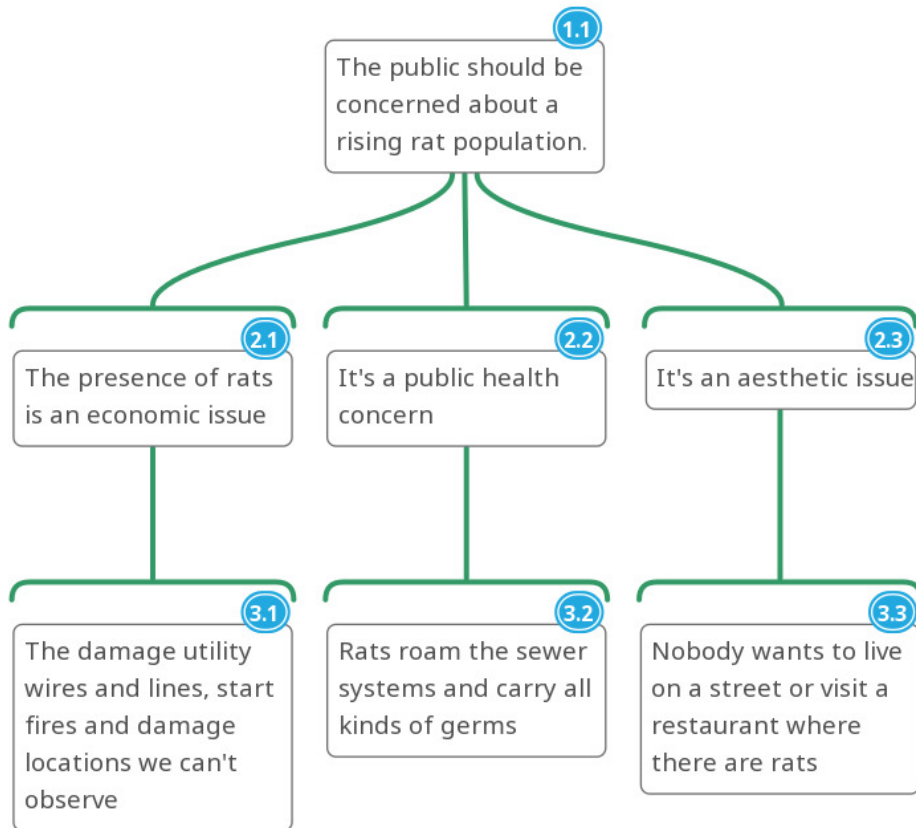 1.1
The public should be
concerned about a
rising rat population.
2.1
The presence of rats
is an economic issue
2.2
It's a public health
concern
2.3
It's an aesthetic issue
3.1
The damage utility
wires and lines, start
fires and damage
locations we can't
observe
3.2
Rats roam the sewer
systems and carry all
kinds of germs
3.3
Nobody wants to live
on a street or visit a
restaurant where
there are rats